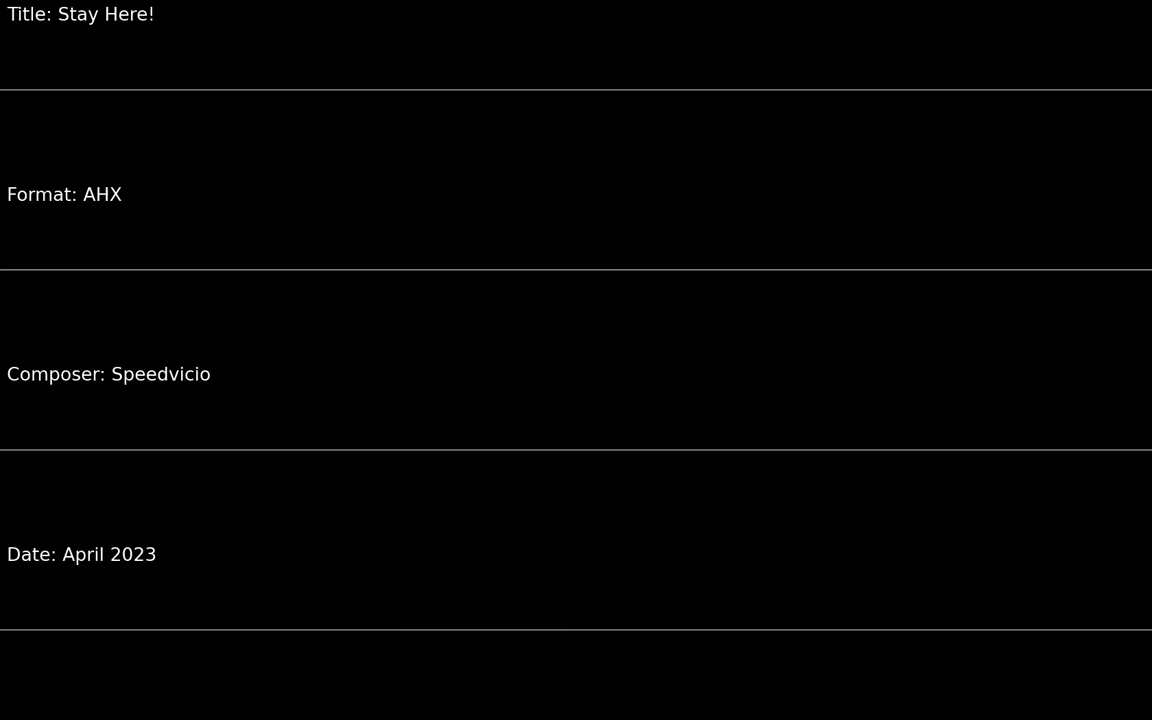 Title: Stay Here!
Format: AHX
Composer: Speedvicio
Date: April 2023